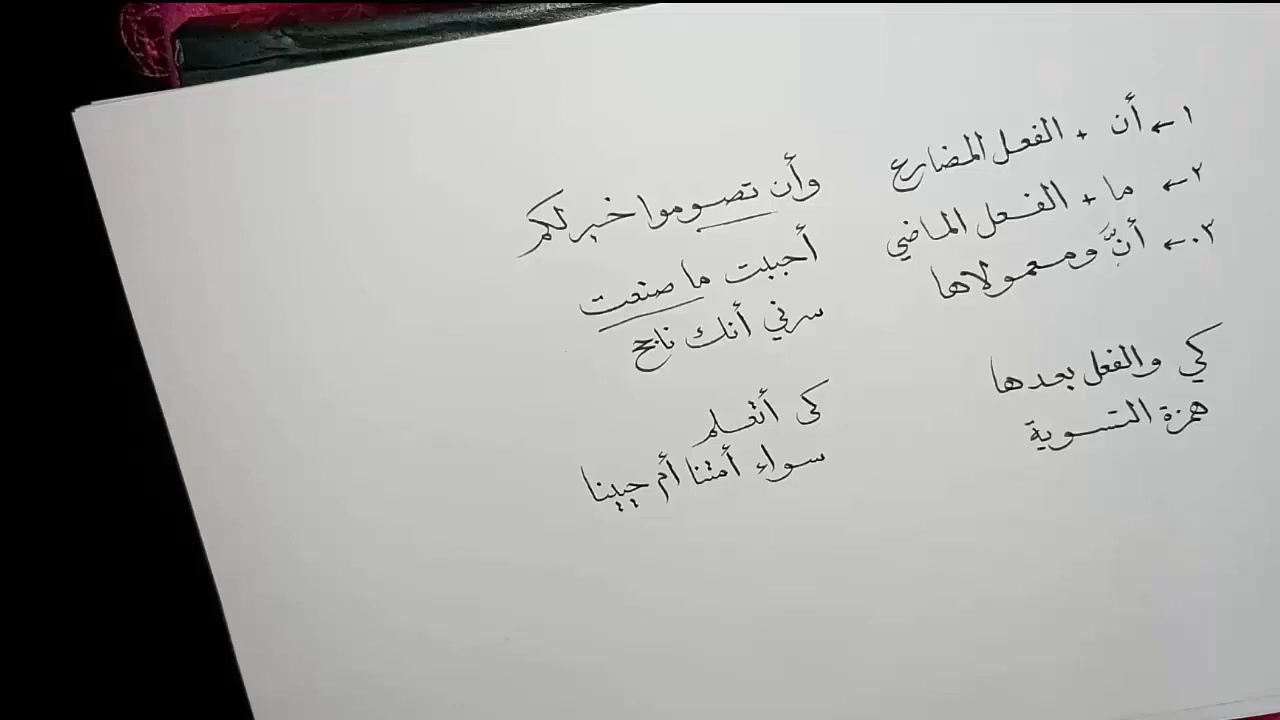 ١ ← أن + الفعل المضارع وأن تصوموا خير لكم
٢ ← ما + الفعل الماضي أحببت ما صنعت
٣. ← أنَّ ومعمولاها سرني أنك ناجح
كي والفعل بعدها كى أتعلم
همزة التسوية سواء أمتنا أم حيينا